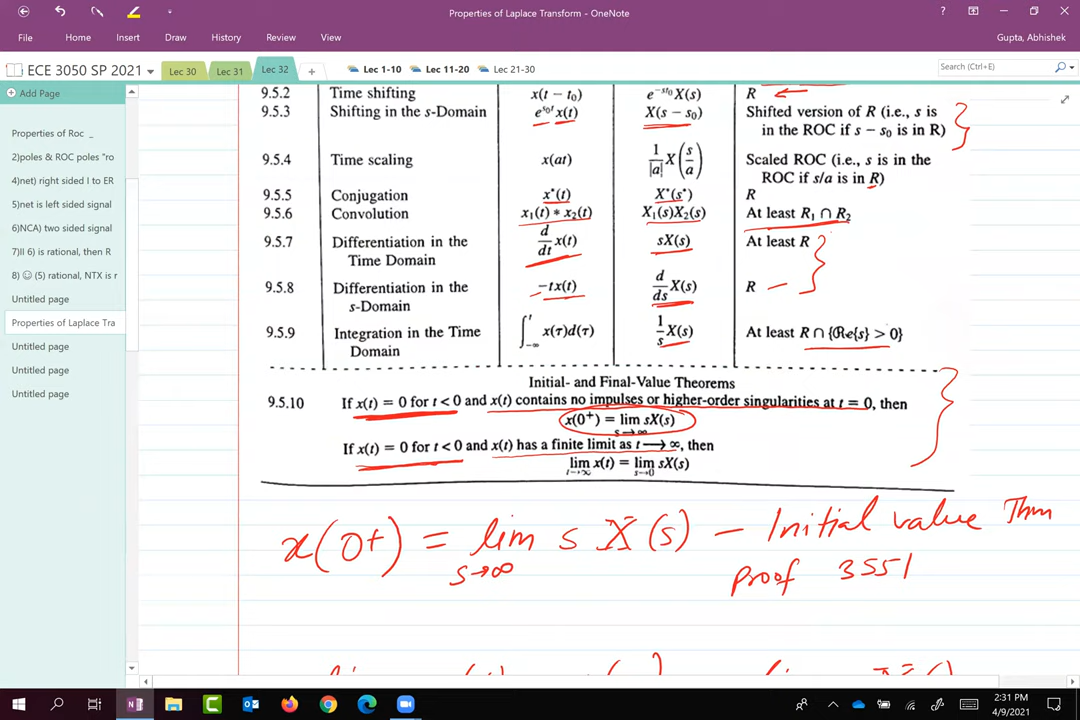 Properties of Laplace Transform - OneNote
File Home Insert Draw History Review View
Gupta, Abhishek
ECE 3050 SP 2021
Lec 30 Lec 31 Lec 32 + Lec 1-10 Lec 11-20 Lec 21-30
Search (Ctrl+E)
Add Page
Properties of Roc _
2)poles & ROC poles "ro
4)net) right sided I to ER
5)net is left sided signal
6)NCA) two sided signal
7)II 6) is rational, then R
8) ☺ (5) rational, NTX is r
Untitled page
Properties of Laplace Tra
Untitled page
Untitled page
Untitled page
9.5.2 Time shifting x(t − t₀) e^{−st₀}X(s) R
9.5.3 Shifting in the s-Domain e^{s₀t}x(t) X(s − s₀) Shifted version of R (i.e., s is
in the ROC if s − s₀ is in R)
9.5.4 Time scaling x(at) 1/|a| X(s/a) Scaled ROC (i.e., s is in the
ROC if s/a is in R)
9.5.5 Conjugation x*(t) X*(s*) R
9.5.6 Convolution x₁(t) * x₂(t) X₁(s)X₂(s) At least R₁ ∩ R₂
9.5.7 Differentiation in the d/dt x(t) sX(s) At least R
Time Domain
9.5.8 Differentiation in the −tx(t) d/ds X(s) R
s-Domain
9.5.9 Integration in the Time ∫_{−∞}^{t} x(τ)d(τ) 1/s X(s) At least R ∩ {Re{s} > 0}
Domain
Initial- and Final-Value Theorems
9.5.10 If x(t) = 0 for t < 0 and x(t) contains no impulses or higher-order singularities at t = 0, then
x(0⁺) = lim sX(s)
s→∞
If x(t) = 0 for t < 0 and x(t) has a finite limit as t → ∞, then
lim x(t) = lim sX(s)
t→∞ s→0
x(0+) = lim s X(s) — Initial value Thm
s→∞
proof 3551
2:31 PM
4/9/2021